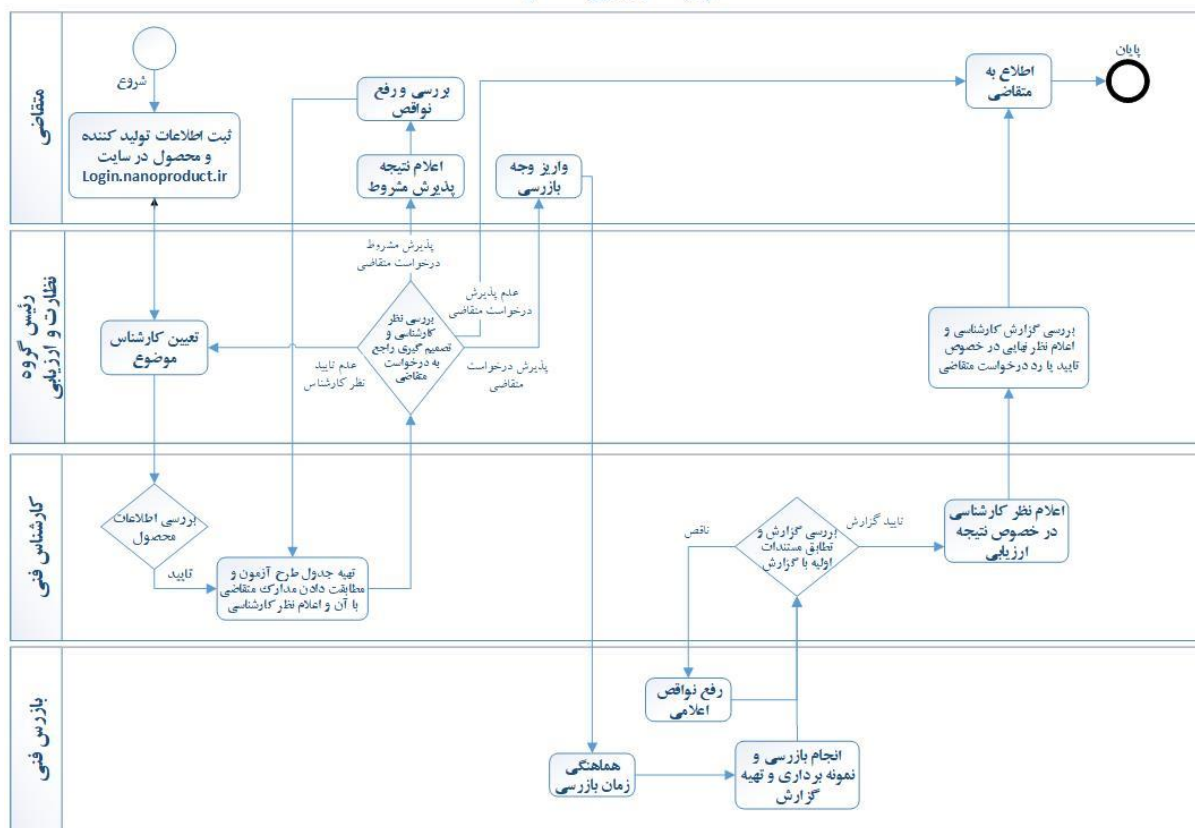 متقاضی
شروع
ثبت اطلاعات تولید کننده
و محصول در سایت
Login.nanoproduct.ir
بررسی و رفع
نواقص
اعلام نتیجه
پذیرش مشروط
واریز وجه
بازرسی
اطلاع به
متقاضی
پایان
رئیس گروه
نظارت و ارزیابی
تعیین کارشناس
موضوع
پذیرش مشروط
درخواست متقاضی
عدم پذیرش
درخواست متقاضی
بررسی نظر
کارشناسی و
تصمیم گیری راجع
به درخواست
متقاضی
عدم تایید
نظر کارشناس
پذیرش درخواست
متقاضی
بررسی گزارش کارشناسی و
اعلام نظر نهایی در خصوص
تایید یا رد درخواست متقاضی
کارشناس فنی
بررسی اطلاعات
محصول
تایید
تهیه جدول طرح آزمون و
مطابقت دادن مدارک متقاضی
با آن و اعلام نظر کارشناسی
ناقص
بررسی گزارش و
تطابق مستندات
اولیه با گزارش
تایید گزارش
اعلام نظر کارشناسی
در خصوص نتیجه
ارزیابی
بازرس فنی
رفع نواقص
اعلامی
هماهنگی
زمان بازرسی
انجام بازرسی و
نمونه برداری و تهیه
گزارش